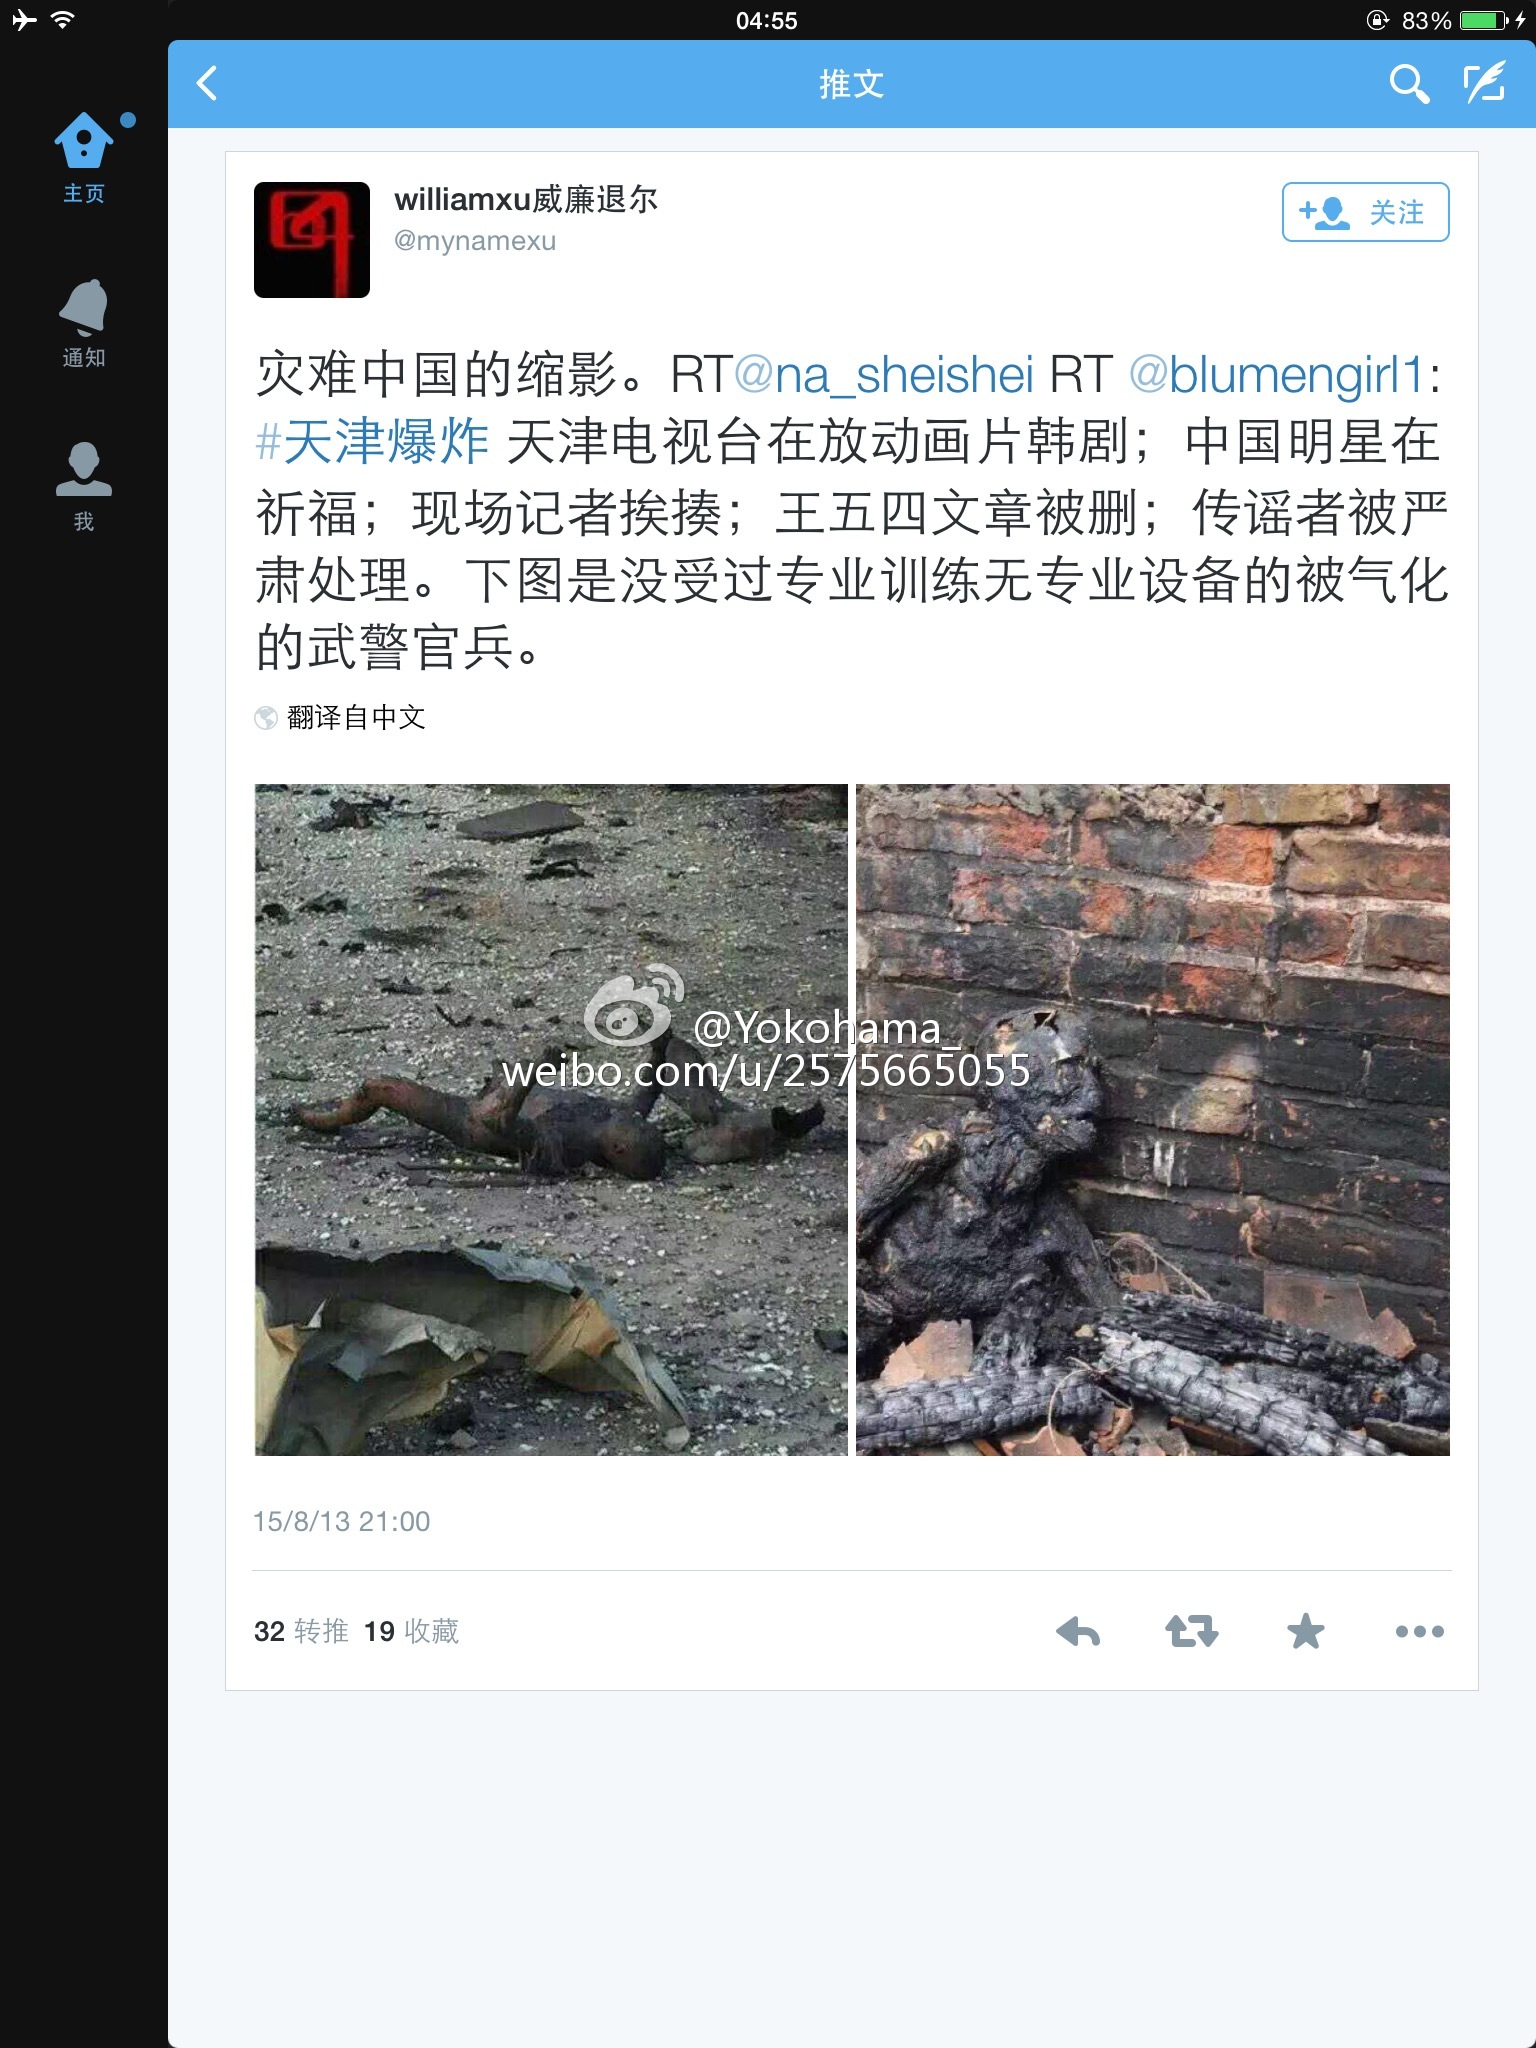 04:55
83%
推文
主页
通知
我
williamxu威廉退尔
@mynamexu
关注
灾难中国的缩影。RT@na_sheishei RT @blumengirl1:
#天津爆炸 天津电视台在放动画片韩剧；中国明星在
祈福；现场记者挨揍；王五四文章被删；传谣者被严
肃处理。下图是没受过专业训练无专业设备的被气化
的武警官兵。
翻译自中文
@Yokohama_
weibo.com/u/2575665055
15/8/13 21:00
32 转推 19 收藏